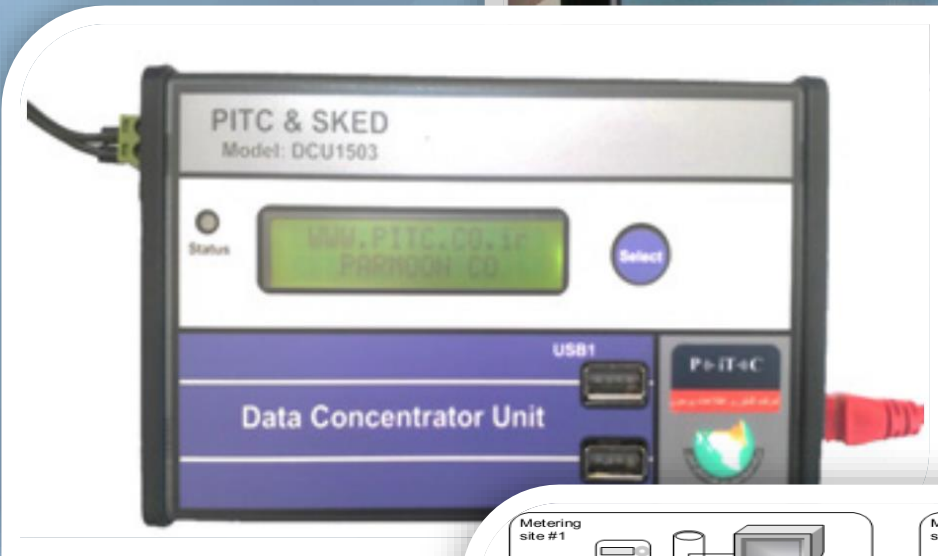 PITC & SKED
Model: DCU1503
Status
WWW.PITC.CO.ir
PARMOON CO
Select
USB1
Data Concentrator Unit
Metering
site #1